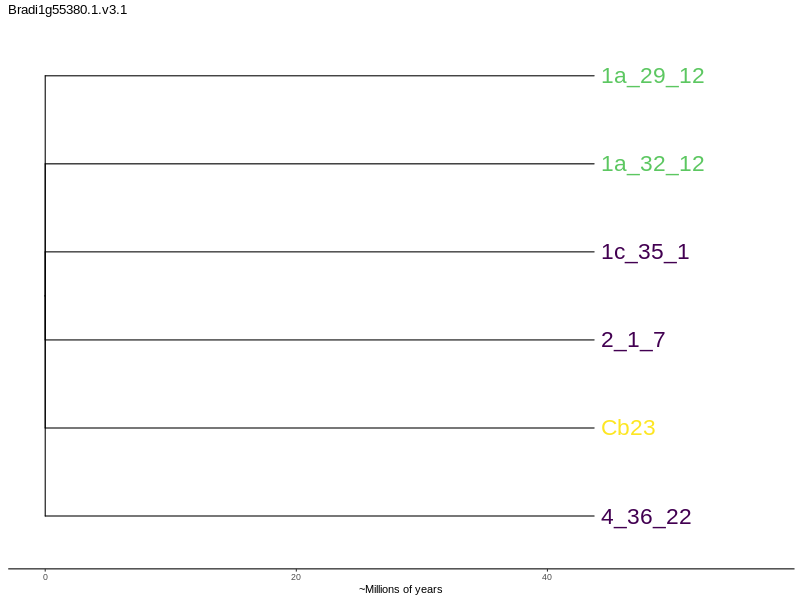 Bradi1g55380.1.v3.1
1a_29_12
1a_32_12
1c_35_1
2_1_7
Cb23
4_36_22
0 20 40
~Millions of years